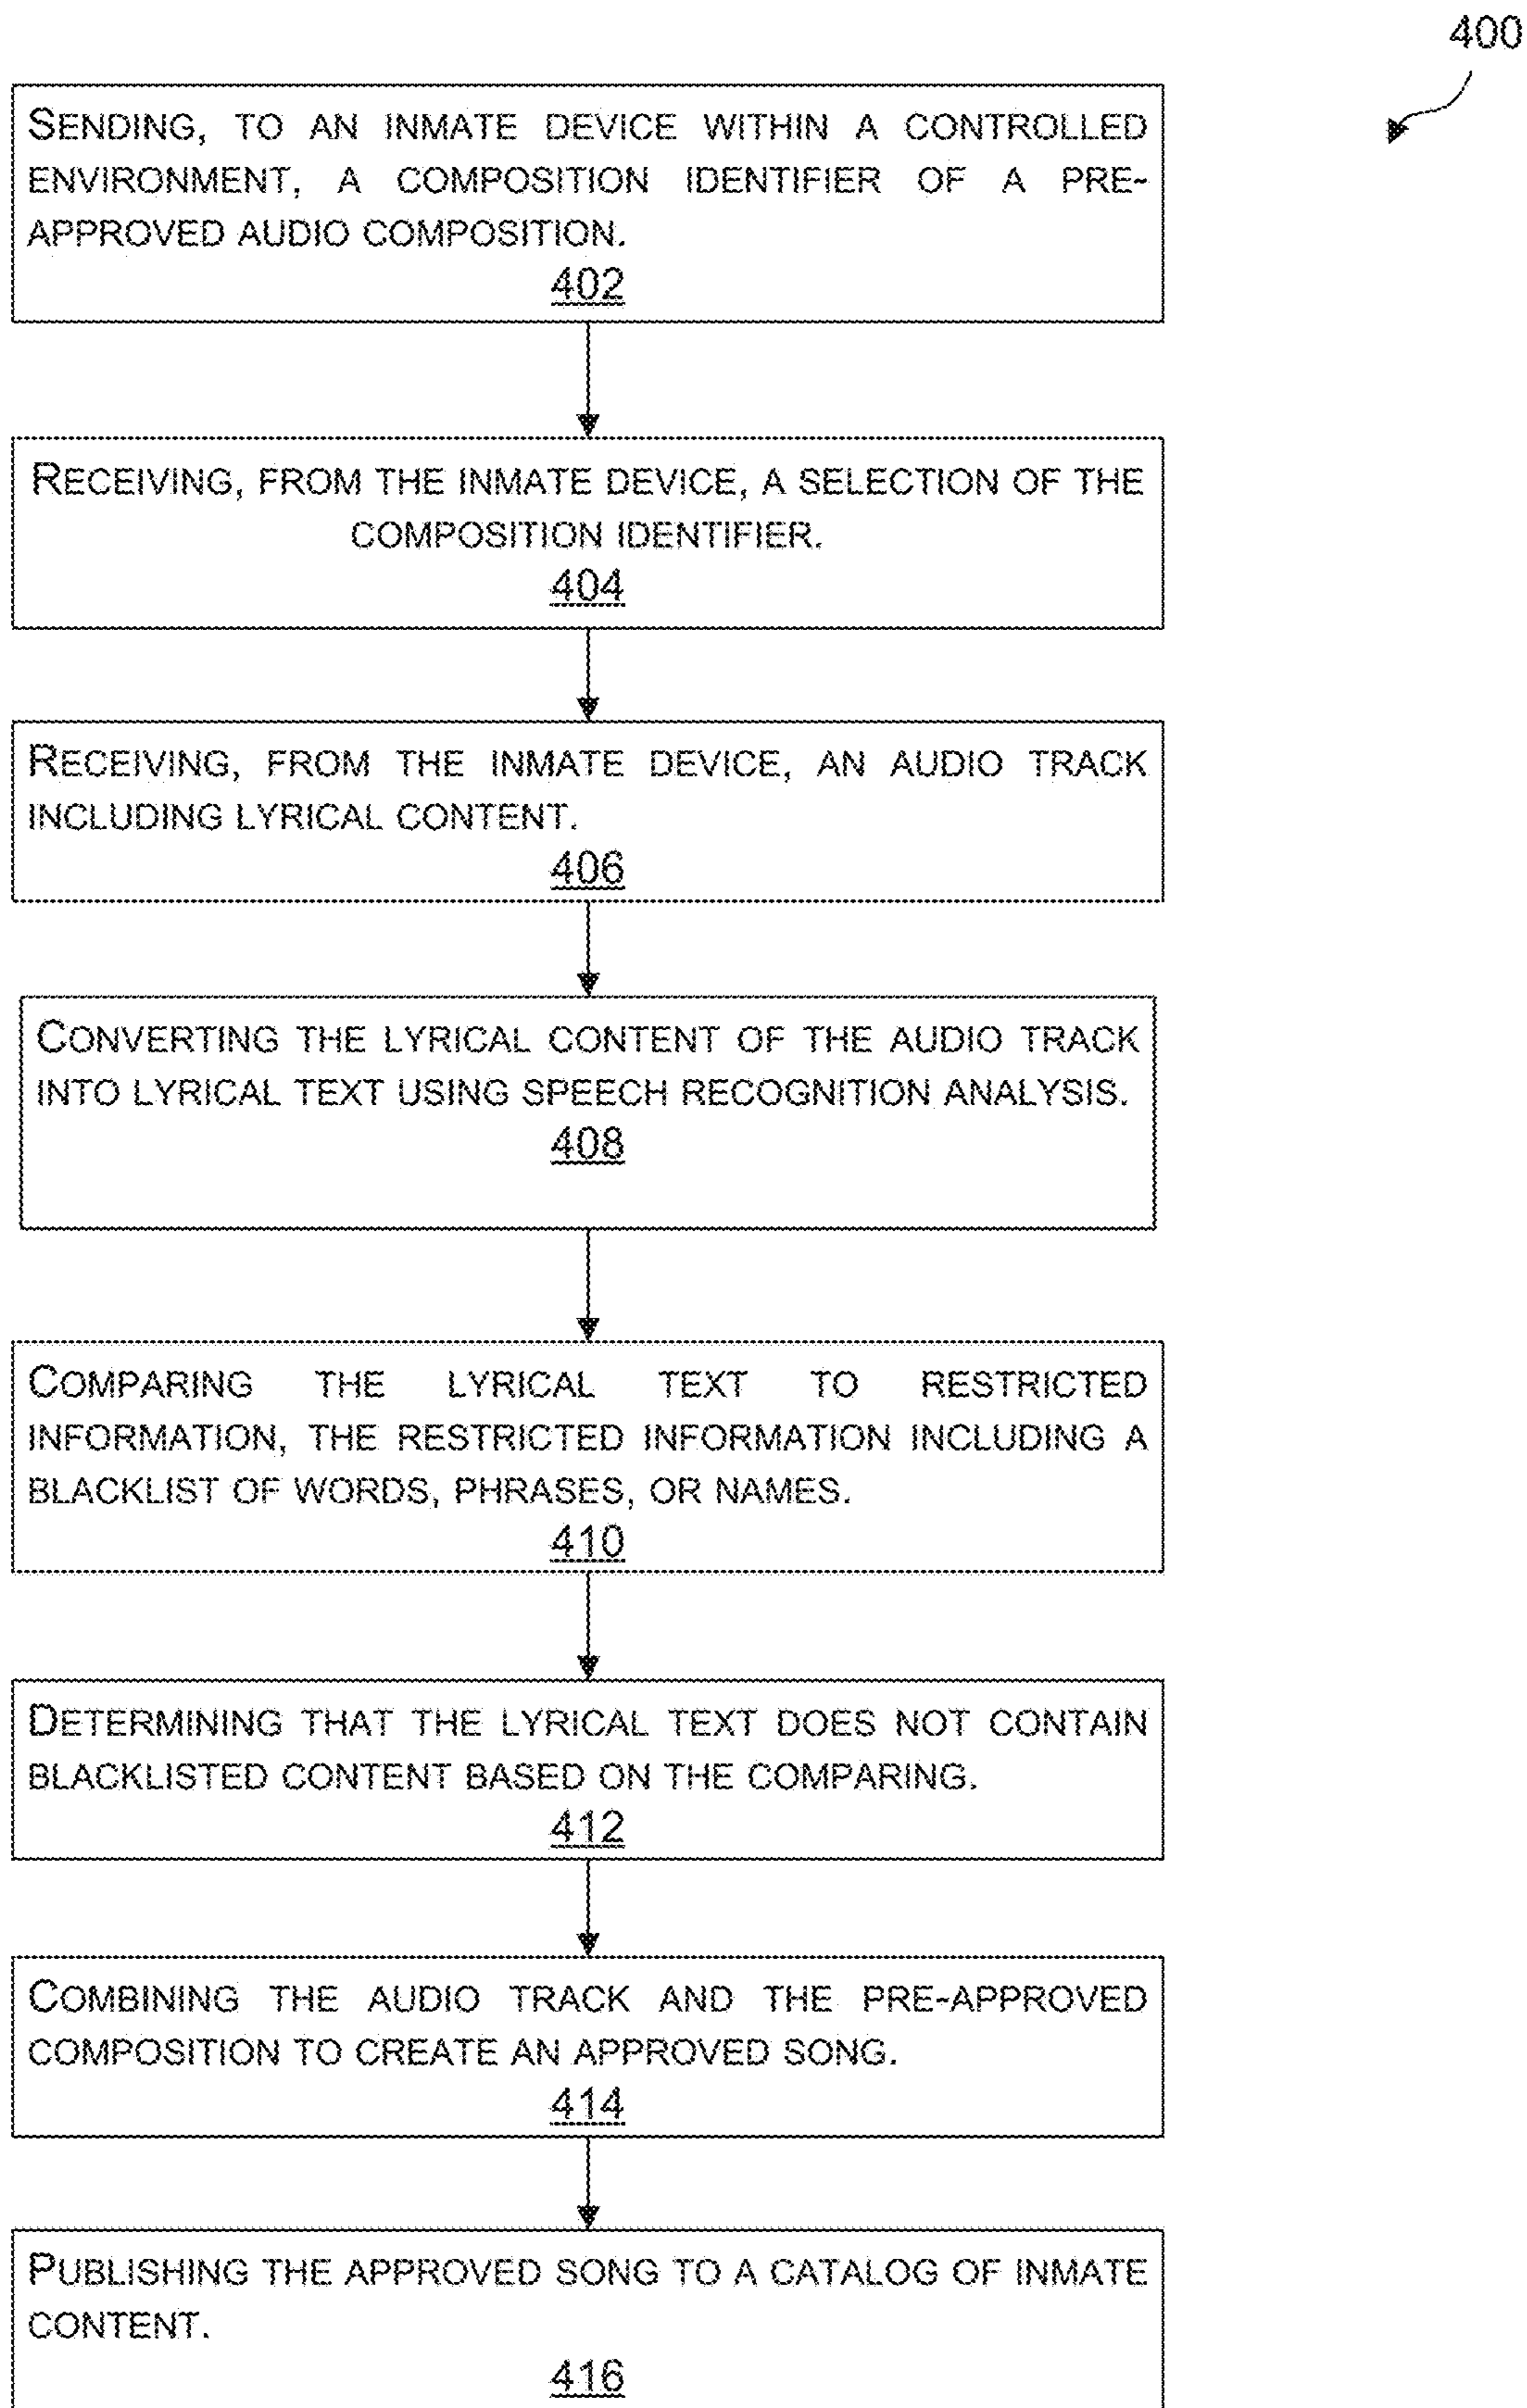 400
SENDING, TO AN INMATE DEVICE WITHIN A CONTROLLED
ENVIRONMENT, A COMPOSITION IDENTIFIER OF A PRE-
APPROVED AUDIO COMPOSITION.
402
RECEIVING, FROM THE INMATE DEVICE, A SELECTION OF THE
COMPOSITION IDENTIFIER.
404
RECEIVING, FROM THE INMATE DEVICE, AN AUDIO TRACK
INCLUDING LYRICAL CONTENT.
406
CONVERTING THE LYRICAL CONTENT OF THE AUDIO TRACK
INTO LYRICAL TEXT USING SPEECH RECOGNITION ANALYSIS.
408
COMPARING THE LYRICAL TEXT TO RESTRICTED
INFORMATION, THE RESTRICTED INFORMATION INCLUDING A
BLACKLIST OF WORDS, PHRASES, OR NAMES.
410
DETERMINING THAT THE LYRICAL TEXT DOES NOT CONTAIN
BLACKLISTED CONTENT BASED ON THE COMPARING.
412
COMBINING THE AUDIO TRACK AND THE PRE-APPROVED
COMPOSITION TO CREATE AN APPROVED SONG.
414
PUBLISHING THE APPROVED SONG TO A CATALOG OF INMATE
CONTENT.
416